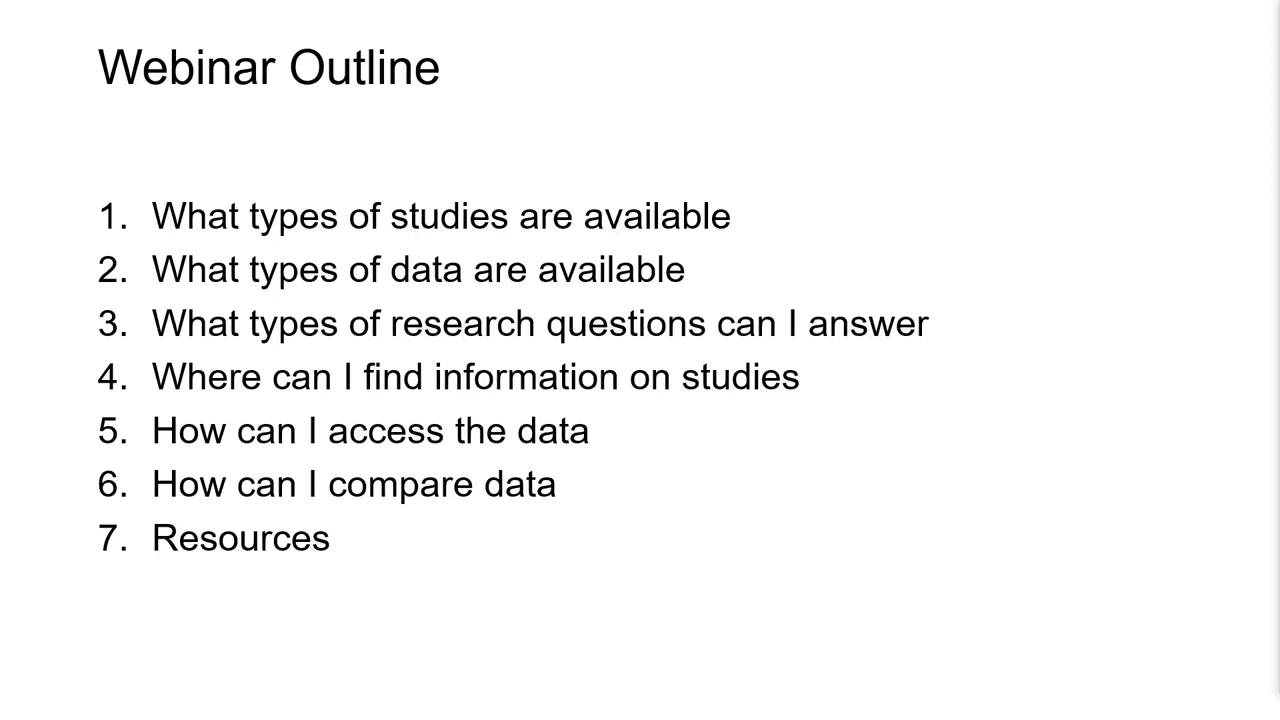 Webinar Outline
1. What types of studies are available
2. What types of data are available
3. What types of research questions can I answer
4. Where can I find information on studies
5. How can I access the data
6. How can I compare data
7. Resources